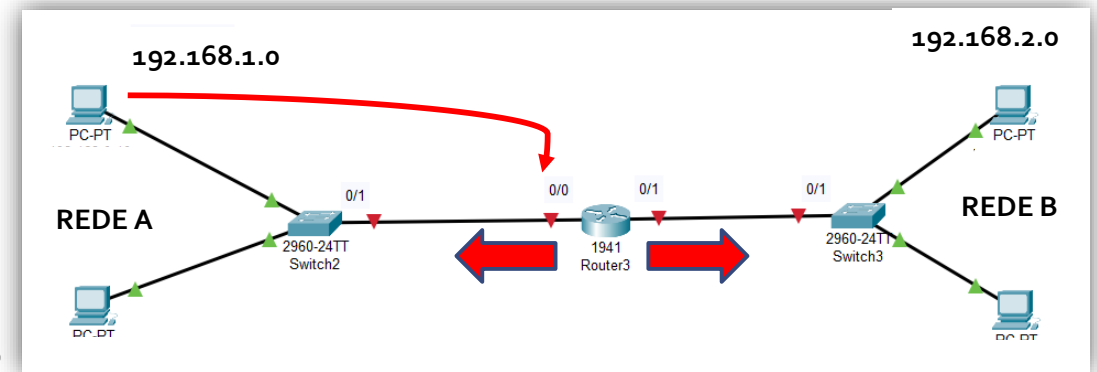 192.168.1.0
192.168.2.0
PC-PT
PC-PT
0/1
0/0
0/1
0/1
REDE A
REDE B
2960-24TT
Switch2
1941
Router3
2960-24TT
Switch3
PC-PT
PC-PT